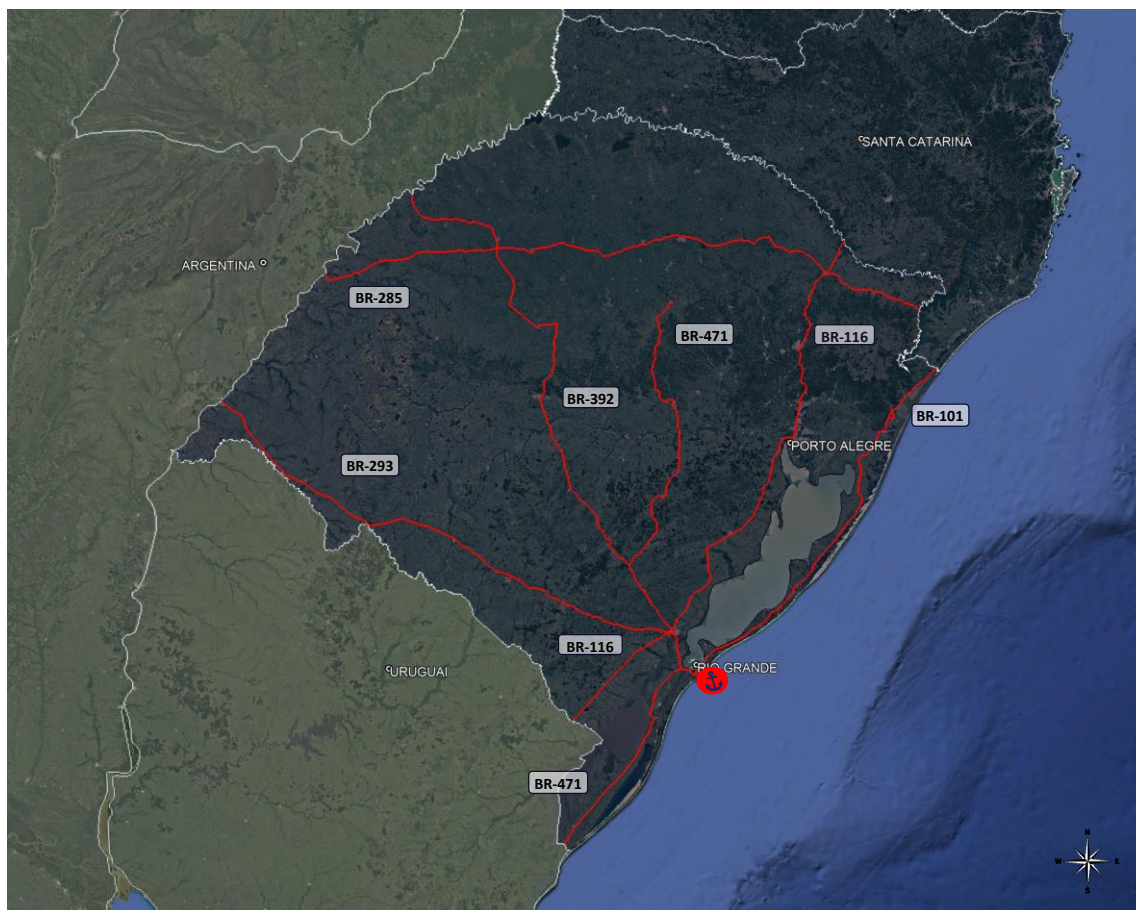 SANTA CATARINA
ARGENTINA
BR-285
BR-471
BR-116
BR-392
BR-101
PORTO ALEGRE
BR-293
BR-116
RIO GRANDE
URUGUAI
BR-471
N
W E
S